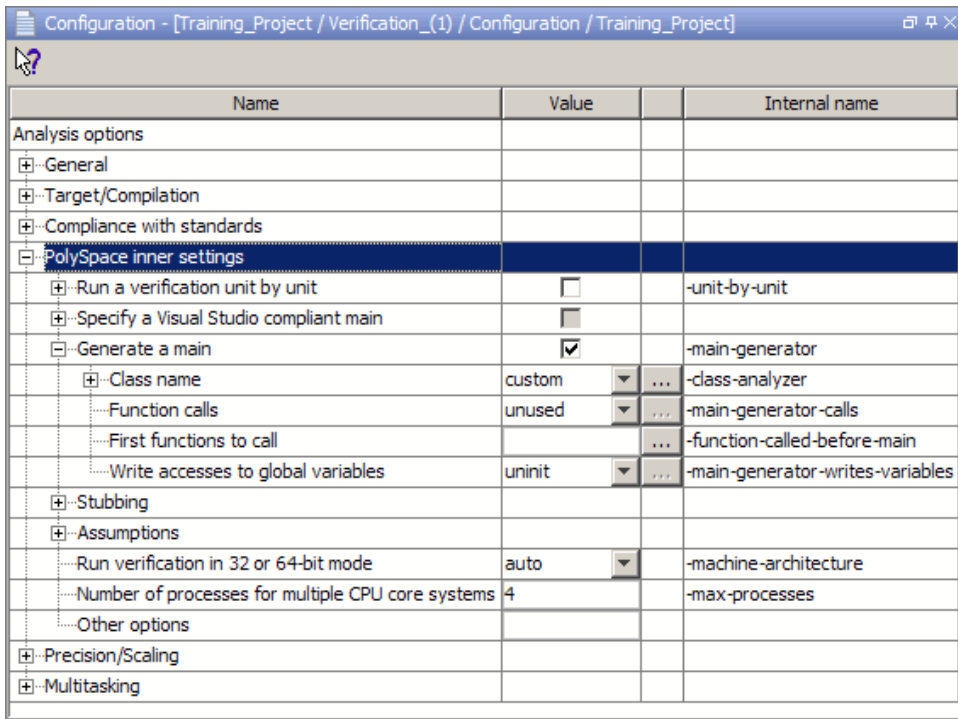 Configuration - [Training_Project / Verification_(1) / Configuration / Training_Project]
Name Value Internal name
Analysis options
General
Target/Compilation
Compliance with standards
PolySpace inner settings
Run a verification unit by unit -unit-by-unit
Specify a Visual Studio compliant main
Generate a main -main-generator
Class name custom ... -class-analyzer
Function calls unused ... -main-generator-calls
First functions to call ... -function-called-before-main
Write accesses to global variables uninit ... -main-generator-writes-variables
Stubbing
Assumptions
Run verification in 32 or 64-bit mode auto -machine-architecture
Number of processes for multiple CPU core systems 4 -max-processes
Other options
Precision/Scaling
Multitasking